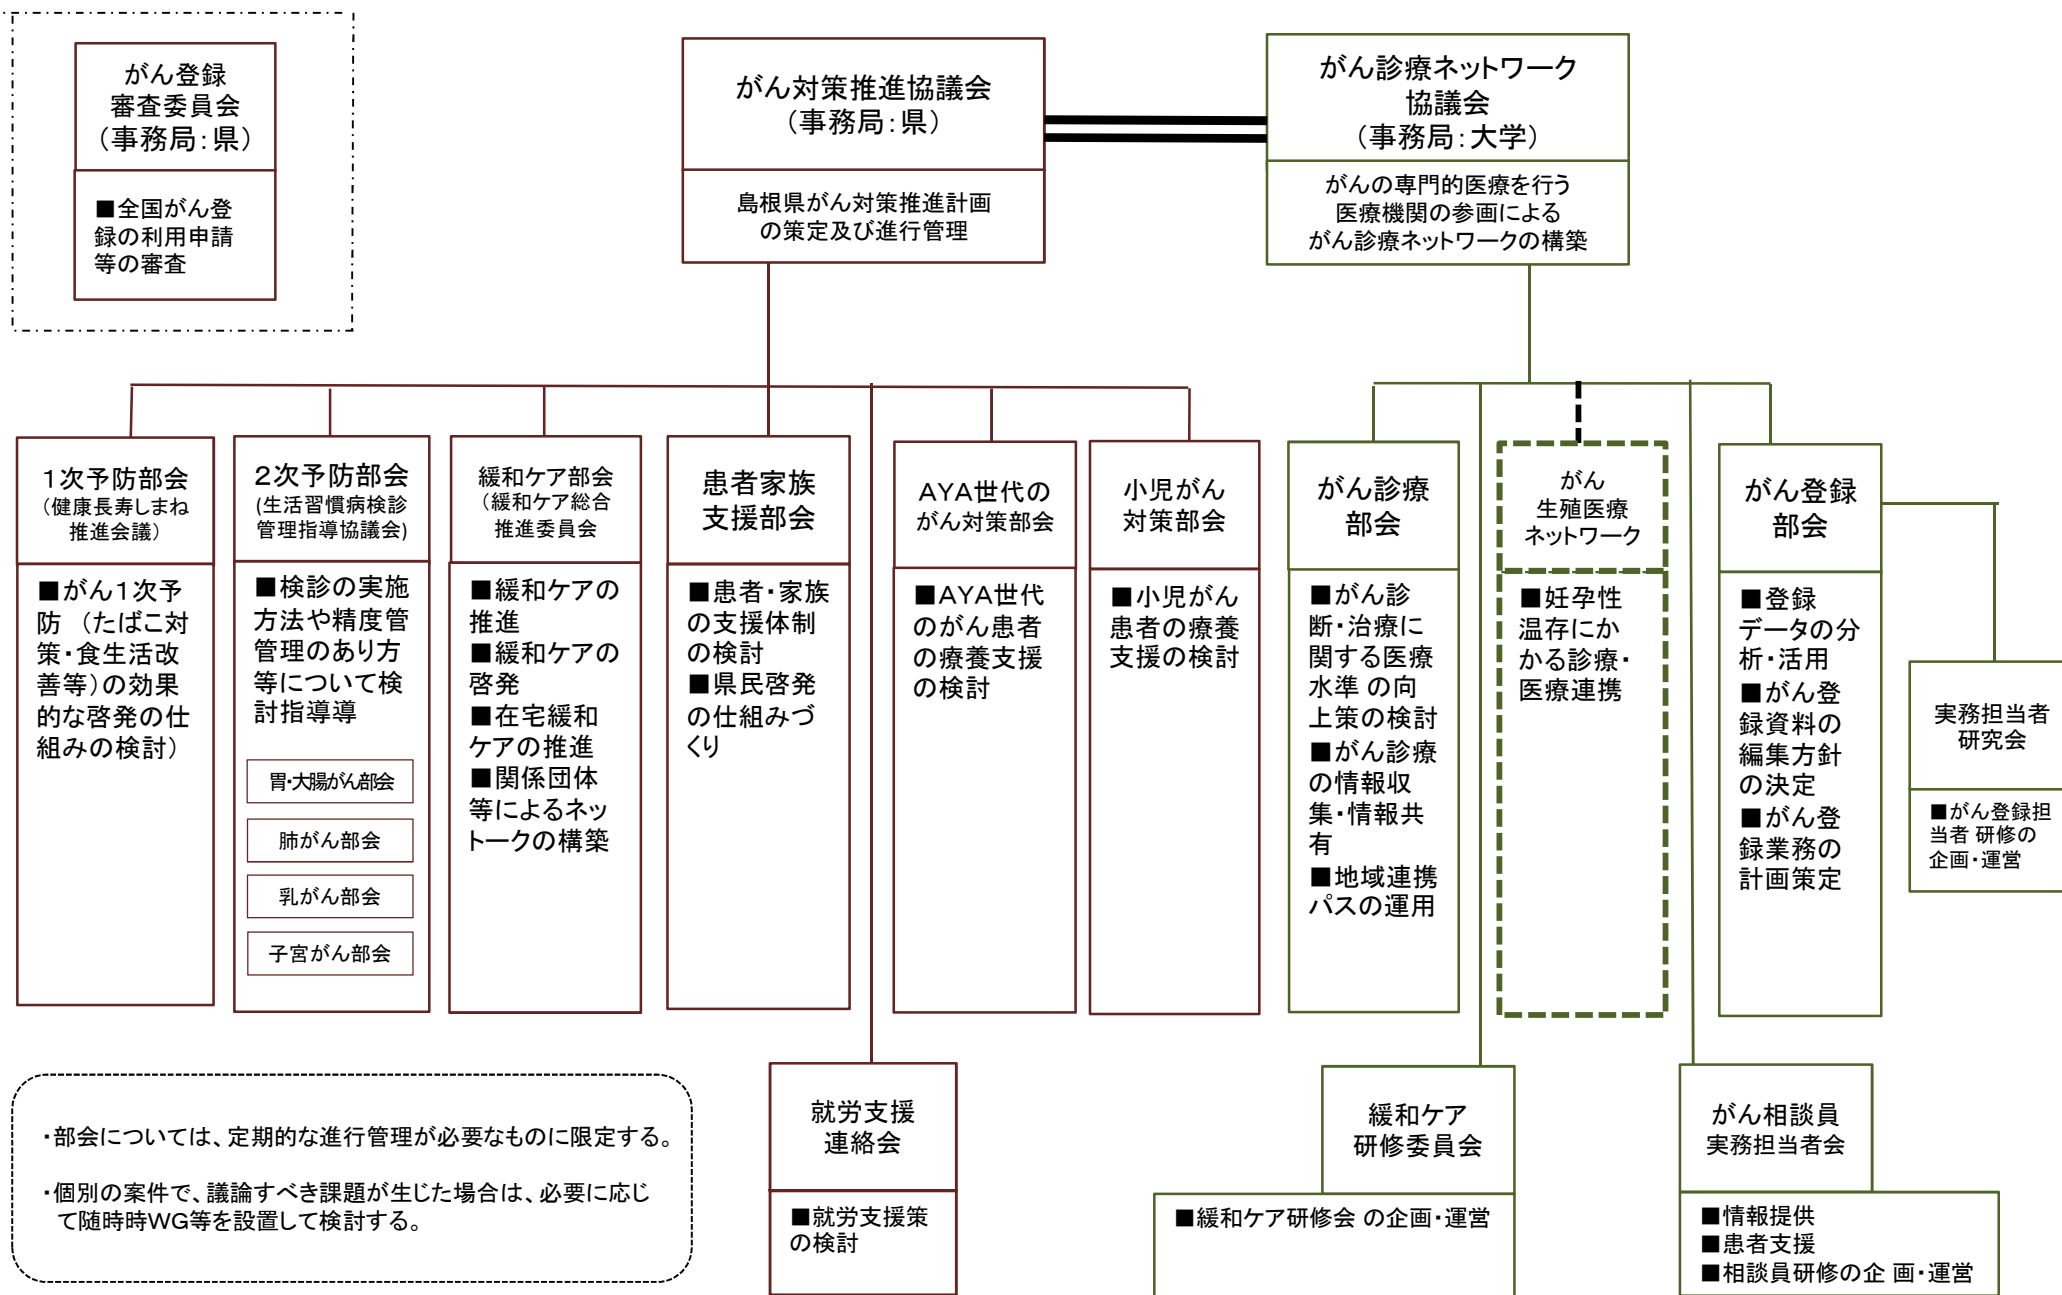 がん登録
審査委員会
（事務局：県）
■全国がん登
録の利用申請
等の審査
がん対策推進協議会
（事務局：県）
島根県がん対策推進計画
の策定及び進行管理
がん診療ネットワーク
協議会
（事務局：大学）
がんの専門的医療を行う
医療機関の参画による
がん診療ネットワークの構築
１次予防部会
（健康長寿しまね
推進会議）
■がん１次予
防 （たばこ対
策・食生活改
善等）の効果
的な啓発の仕
組みの検討）
２次予防部会
(生活習慣病検診
管理指導協議会)
■検診の実施
方法や精度管
管理のあり方
等について検
討指導導
胃・大腸がん部会
肺がん部会
乳がん部会
子宮がん部会
緩和ケア部会
（緩和ケア総合
推進委員会
■緩和ケアの
推進
■緩和ケアの
啓発
■在宅緩和
ケアの推進
■関係団体
等によるネッ
トークの構築
患者家族
支援部会
■患者・家族
の支援体制
の検討
■県民啓発
の仕組みづ
くり
AYA世代の
がん対策部会
■AYA世代
のがん患者
の療養支援
の検討
小児がん
対策部会
■小児がん
患者の療養
支援の検討
がん診療
部会
■がん診
断・治療に
関する医療
水準 の向
上策の検討
■がん診療
の情報収
集・情報共
有
■地域連携
パスの運用
がん
生殖医療
ネットワーク
■妊孕性
温存にか
かる診療・
医療連携
がん登録
部会
■登録
データの分
析・活用
■がん登
録資料の
編集方針
の決定
■がん登
録業務の
計画策定
実務担当者
研究会
■がん登録担
当者 研修の
企画・運営
・部会については、定期的な進行管理が必要なものに限定する。
・個別の案件で、議論すべき課題が生じた場合は、必要に応じ
て随時時WG等を設置して検討する。
就労支援
連絡会
■就労支援策
の検討
緩和ケア
研修委員会
■緩和ケア研修会 の企画・運営
がん相談員
実務担当者会
■情報提供
■患者支援
■相談員研修の企 画・運営